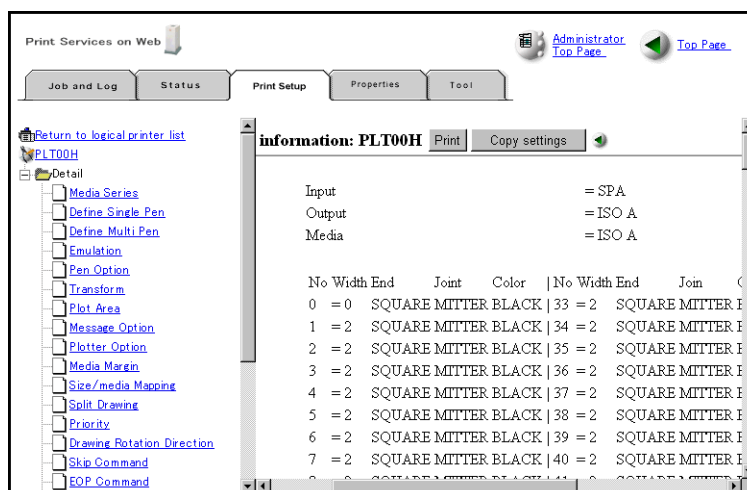 Print Services on Web
Administrator
Top Page
Top Page
Job and Log
Status
Print Setup
Properties
Tool
Return to logical printer list
PLT00H
Detail
Media Series
Define Single Pen
Define Multi Pen
Emulation
Pen Option
Transform
Plot Area
Message Option
Plotter Option
Media Margin
Size/media Mapping
Split Drawing
Priority
Drawing Rotation Direction
Skip Command
EOP Command
information: PLT00H Print Copy settings
Input = SPA
Output = ISO A
Media = ISO A
No Width End Joint Color | No Width End Join
0 = 0 SQUARE MITTER BLACK | 33 = 2 SQUARE MITTER
1 = 2 SQUARE MITTER BLACK | 34 = 2 SQUARE MITTER
2 = 2 SQUARE MITTER BLACK | 35 = 2 SQUARE MITTER
3 = 2 SQUARE MITTER BLACK | 36 = 2 SQUARE MITTER
4 = 2 SQUARE MITTER BLACK | 37 = 2 SQUARE MITTER
5 = 2 SQUARE MITTER BLACK | 38 = 2 SQUARE MITTER
6 = 2 SQUARE MITTER BLACK | 39 = 2 SQUARE MITTER
7 = 2 SQUARE MITTER BLACK | 40 = 2 SQUARE MITTER